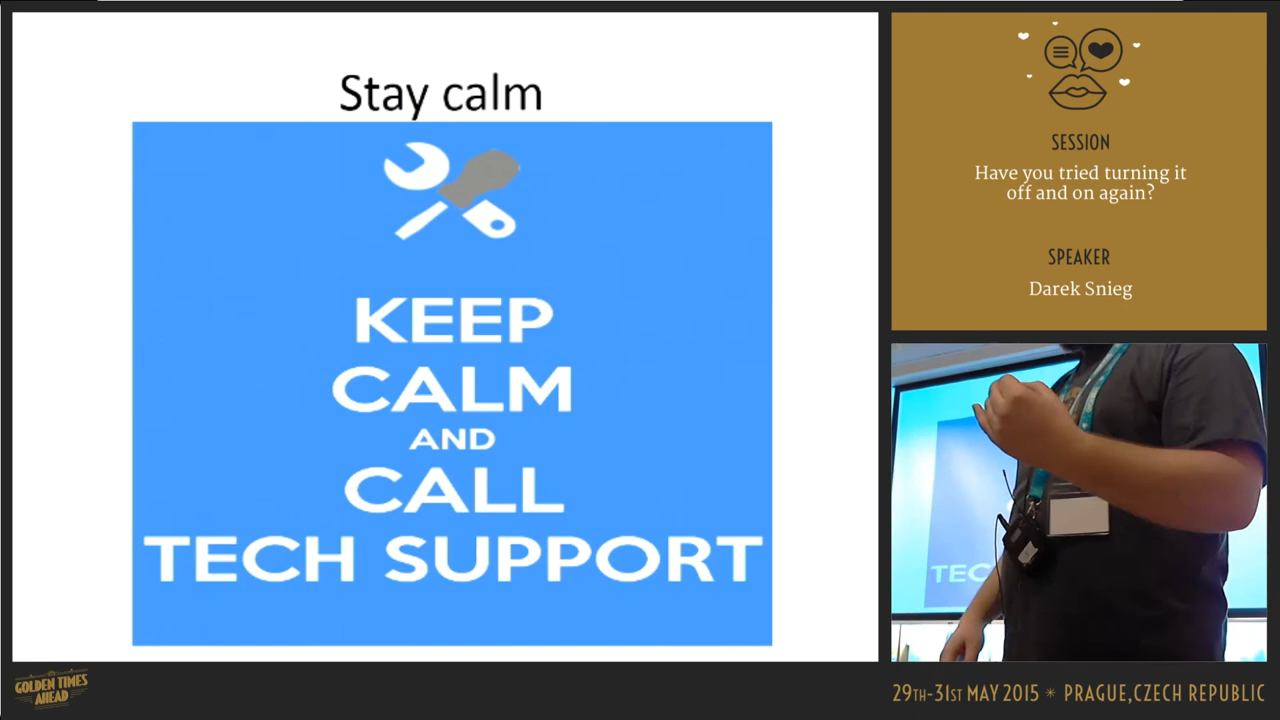 Stay calm
KEEP
CALM
AND
CALL
TECH SUPPORT
SESSION
Have you tried turning it
off and on again?
SPEAKER
Darek Snieg
TEC
GOLDEN TIMES
AHEAD
29TH-31ST MAY 2015 * PRAGUE,CZECH REPUBLIC